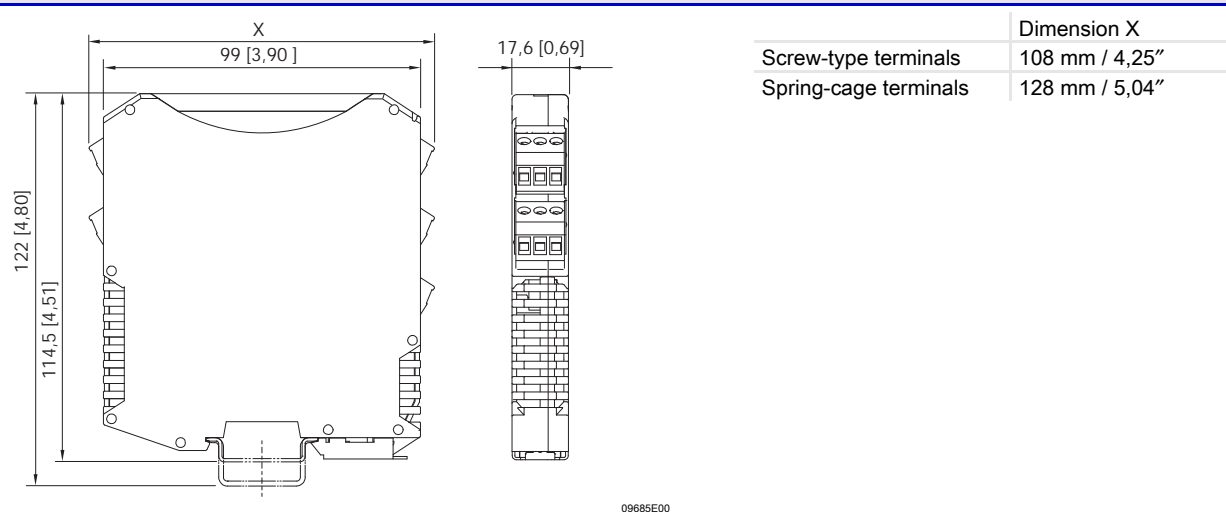 X
99 [3,90 ]
17,6 [0,69]
122 [4,80]
114,5 [4,51]
Dimension X
Screw-type terminals 108 mm / 4,25″
Spring-cage terminals 128 mm / 5,04″
09685E00